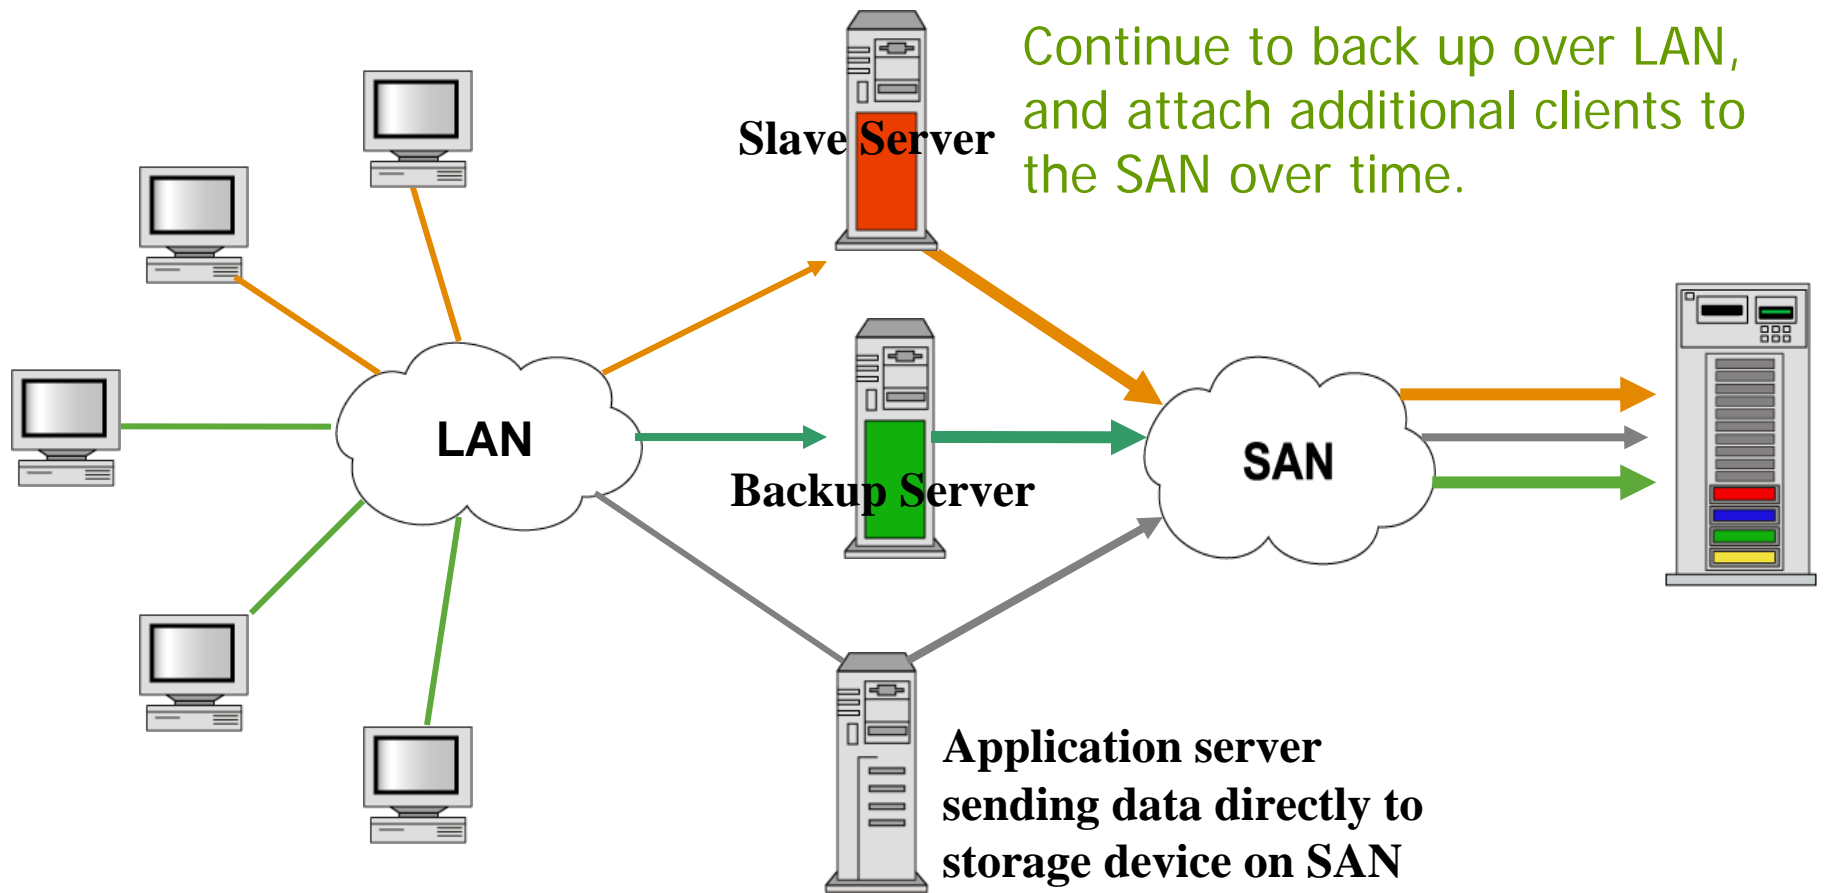 Continue to back up over LAN,
and attach additional clients to
the SAN over time.
Slave Server
LAN
Backup Server
SAN
Application server
sending data directly to
storage device on SAN